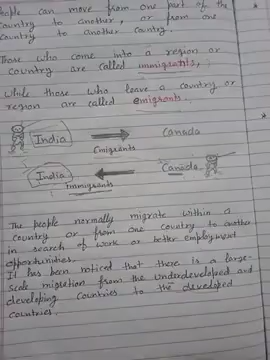 People can move from one part of the
country to another, or from one
country to another country.
Those who come into a region or
country are called immigrants,
while those who leave a country or
region are called emigrants.
India Canada
Emigrants
India Canada
immigrants
The people normally migrate within a
country or from one country to another
in search of work or better employment
opportunities.
It has been noticed that there is a large-
scale migration from the underdeveloped and
developing countries to the developed
countries.